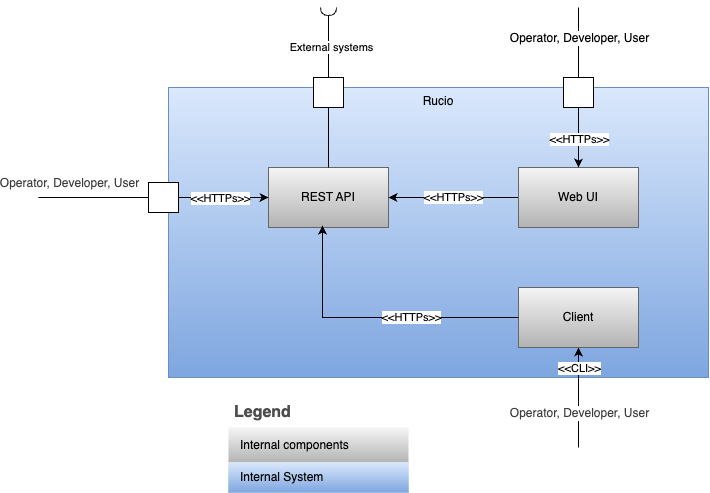 External systems
Operator, Developer, User
Rucio
<<HTTPs>>
Operator, Developer, User
<<HTTPs>>
REST API
<<HTTPs>>
Web UI
<<HTTPs>>
Client
<<CLI>>
Operator, Developer, User
Legend
Internal components
Internal System